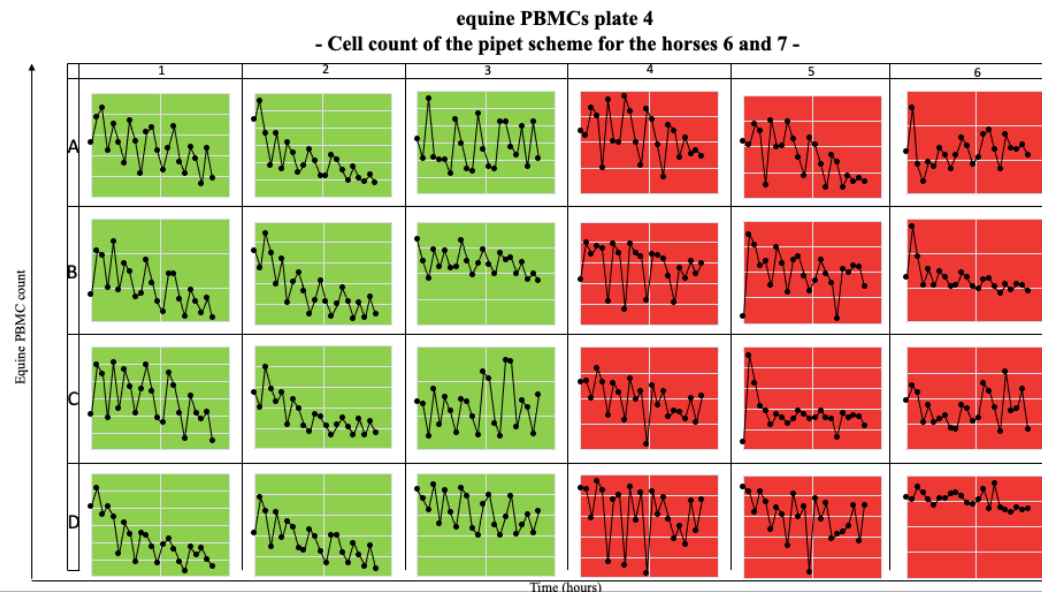 equine PBMCs plate 4
- Cell count of the pipet scheme for the horses 6 and 7 -
1 2 3 4 5 6
A
B
C
D
Equine PBMC count
Time (hours)